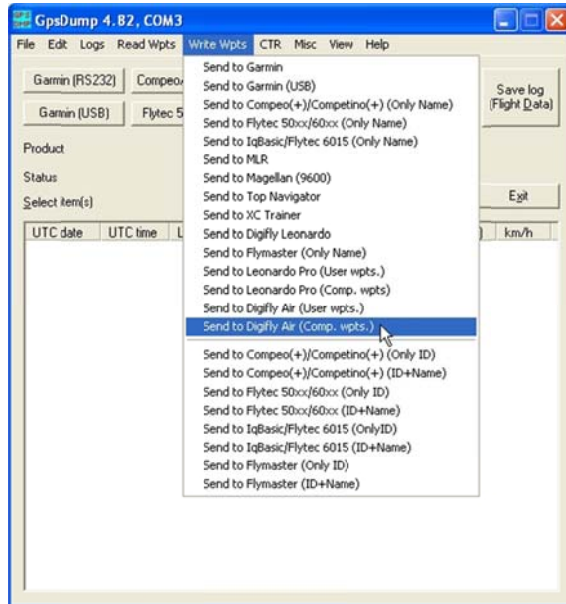 GpsDump 4.82, COM3
File Edit Logs Read Wpts Write Wpts CTR Misc View Help
Garmin (RS232)
Garmin (USB)
Flytec 5
Save log
(Flight Data)
Product
Status
Select item(s)
Exit
UTC date UTC time L
km/h
Send to Garmin
Send to Garmin (USB)
Send to Compeo(+)/Competino(+) (Only Name)
Send to Flytec 50xx/60xx (Only Name)
Send to IqBasic/Flytec 6015 (Only Name)
Send to MLR
Send to Magellan (9600)
Send to Top Navigator
Send to XC Trainer
Send to Digifly Leonardo
Send to Flymaster (Only Name)
Send to Leonardo Pro (User wpts.)
Send to Leonardo Pro (Comp. wpts)
Send to Digifly Air (User wpts.)
Send to Digifly Air (Comp. wpts.)
Send to Compeo(+)/Competino(+) (Only ID)
Send to Compeo(+)/Competino(+) (ID+Name)
Send to Flytec 50xx/60xx (Only ID)
Send to Flytec 50xx/60xx (ID+Name)
Send to IqBasic/Flytec 6015 (OnlyID)
Send to IqBasic/Flytec 6015 (ID+Name)
Send to Flymaster (Only ID)
Send to Flymaster (ID+Name)